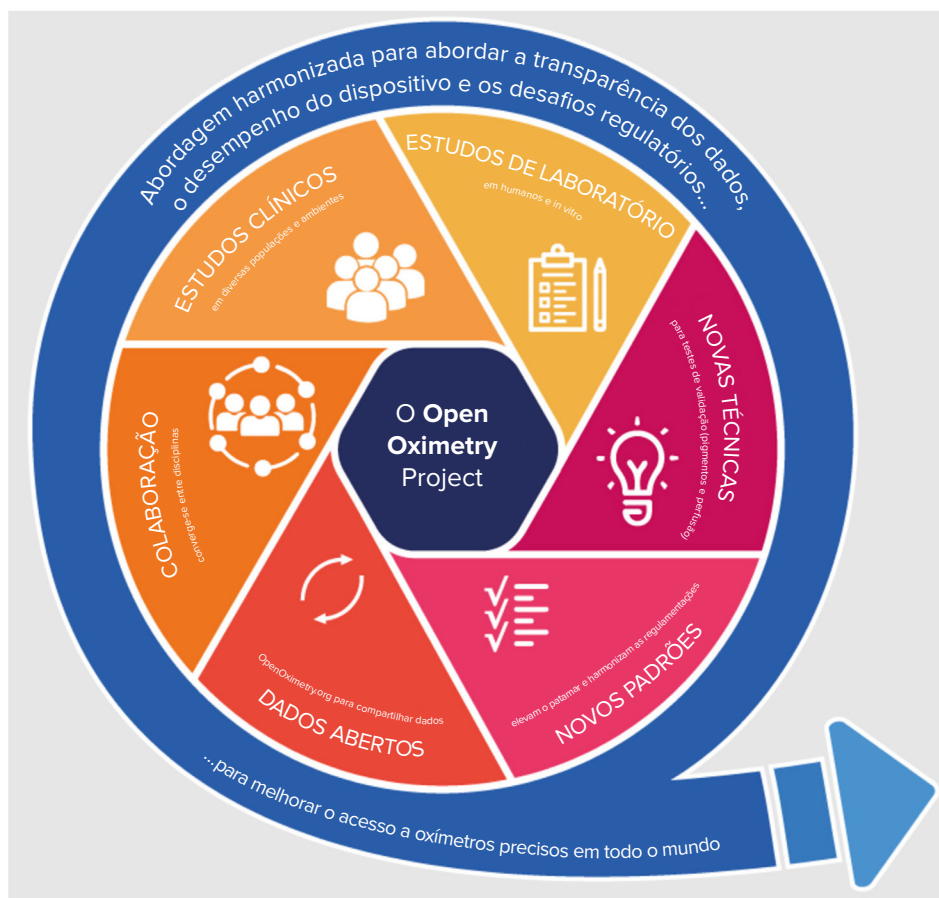 Abordagem harmonizada para abordar a transparência dos dados,
o desempenho do dispositivo e os desafios regulatórios...
ESTUDOS CLÍNICOS
em diversas populações e ambientes
ESTUDOS DE LABORATÓRIO
em humanos e in vitro
NOVAS TÉCNICAS
para testes de validação (pigmentos e perfusão)
NOVOS PADRÕES
elevam o patamar e harmonizam as regulamentações
DADOS ABERTOS
OpenOximetry.org para compartilhar dados
COLABORAÇÃO
converge-se entre disciplinas
O Open
Oximetry
Project
...para melhorar o acesso a oxímetros precisos em todo o mundo